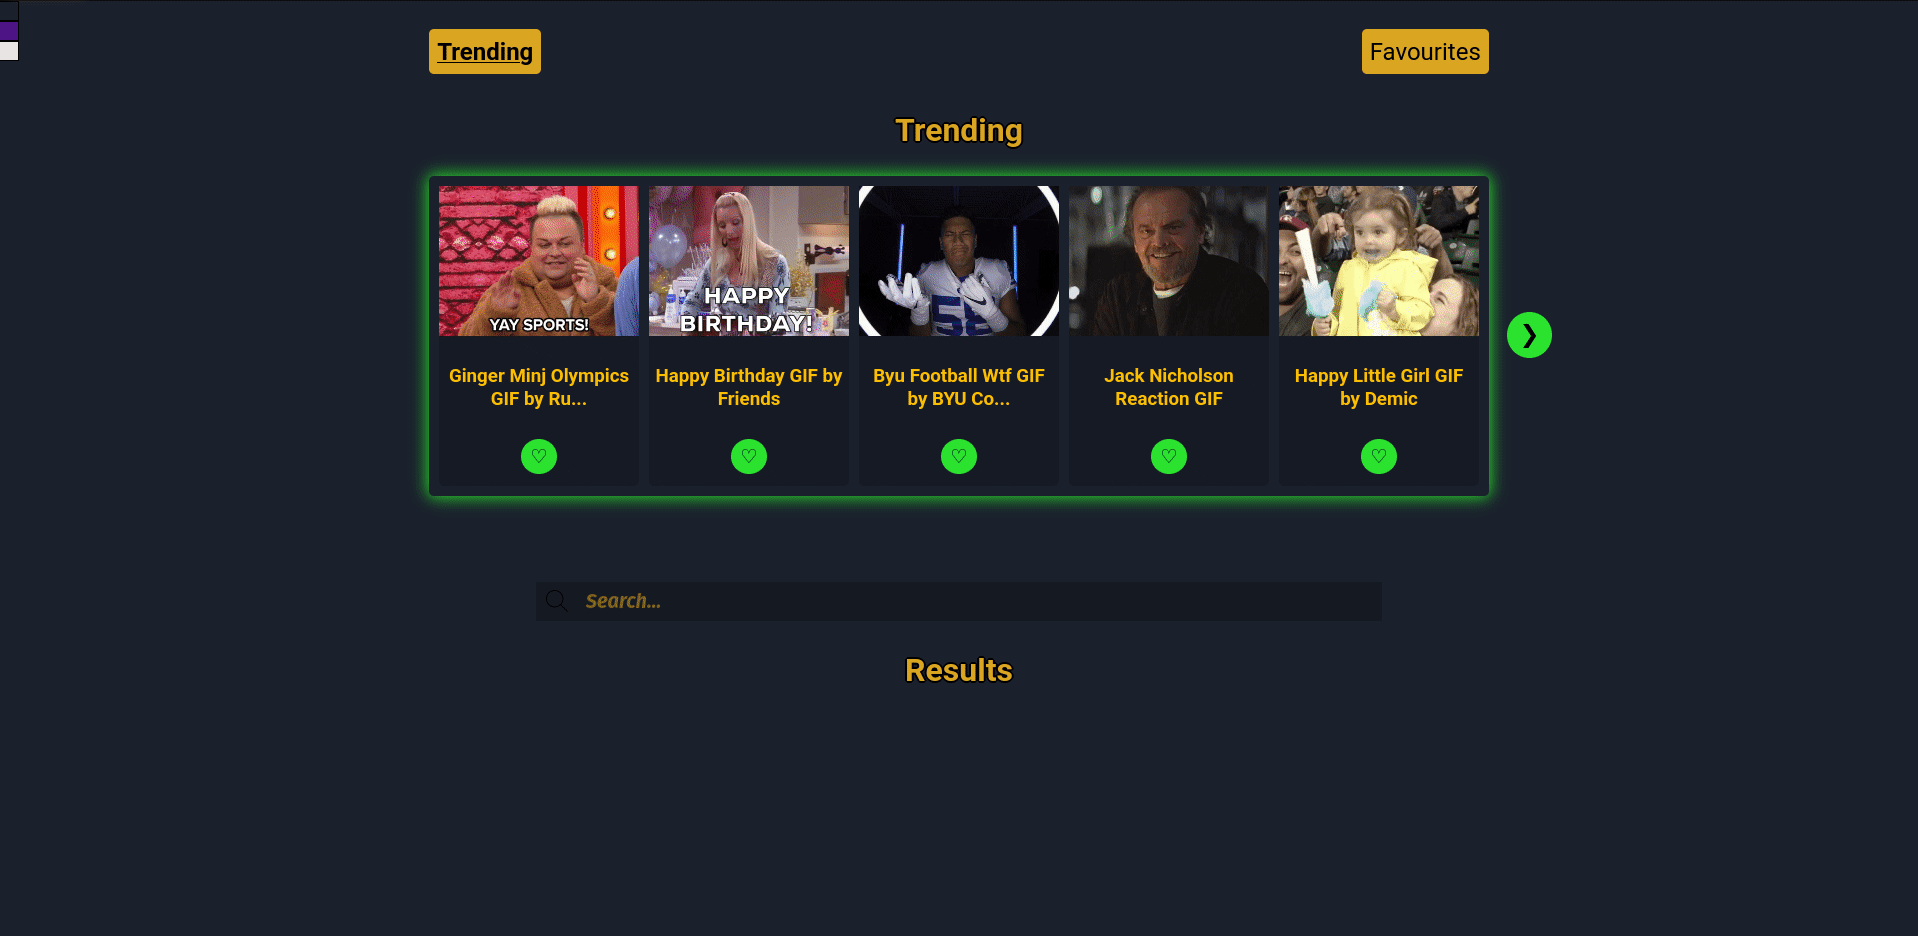 Trending
Favourites
Trending
YAY SPORTS!
HAPPY
BIRTHDAY!
58
Ginger Minj Olympics
GIF by Ru...
Happy Birthday GIF by
Friends
Byu Football Wtf GIF
by BYU Co...
Jack Nicholson
Reaction GIF
Happy Little Girl GIF
by Demic
Search...
Results